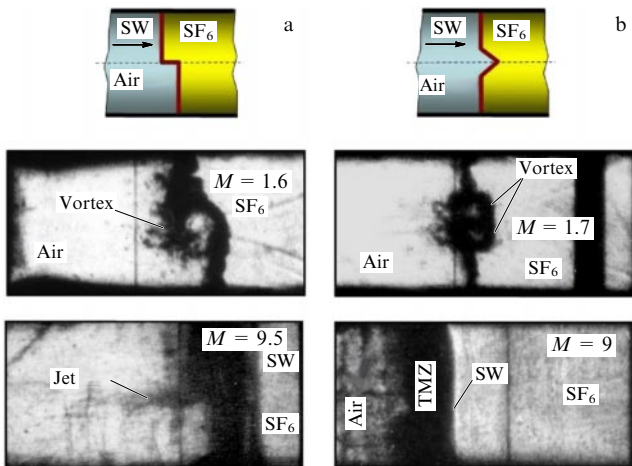 a
SW
SF₆
Air
M = 1.6
SF₆
Vortex
Air
M = 9.5
SW
Jet
SF₆
b
SW
SF₆
Air
Vortex
M = 1.7
Air
SF₆
M = 9
SW
TMZ
Air
SF₆